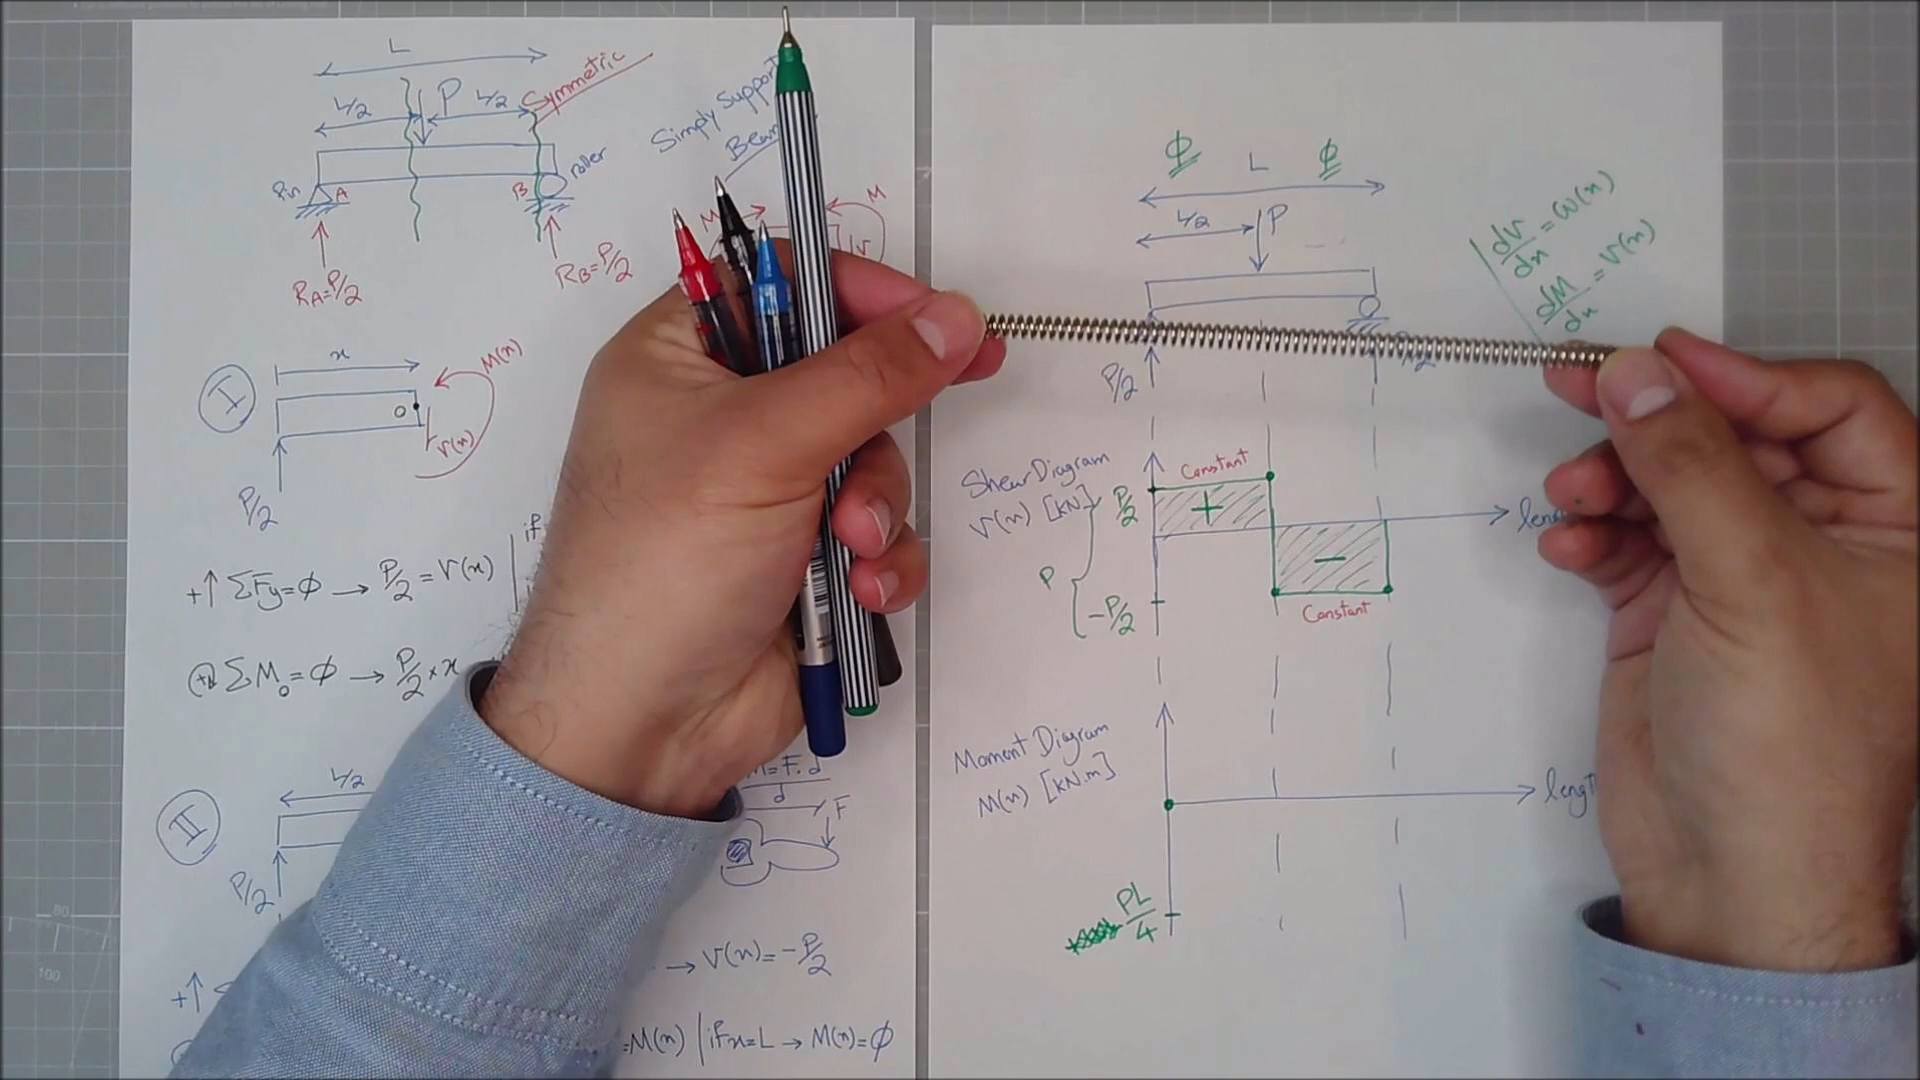 L
L/2
P
L/2
Symmetric
Simply Support
Beam
Pin
A
B
roller
M
M
V
RA=P/2
RB=P/2
I
x
M(x)
O
V(x)
P/2
+↑ ΣFy=φ → P/2 = V(x)
if
ΣMo=φ → P/2 × x
II
L/2
P/2
M=F.d
d
F
+↑
→ V(x)=-P/2
=M(x) | if x=L → M(x)=φ
φ
L
φ
L/2
P
dV/dx = ω(x)
dM/dx = V(x)
P/2
Shear Diagram
V(x) [kN]
P/2
Constant
+
P
-P/2
-
Constant
Moment Diagram
M(x) [kN.m]
length
PL/4